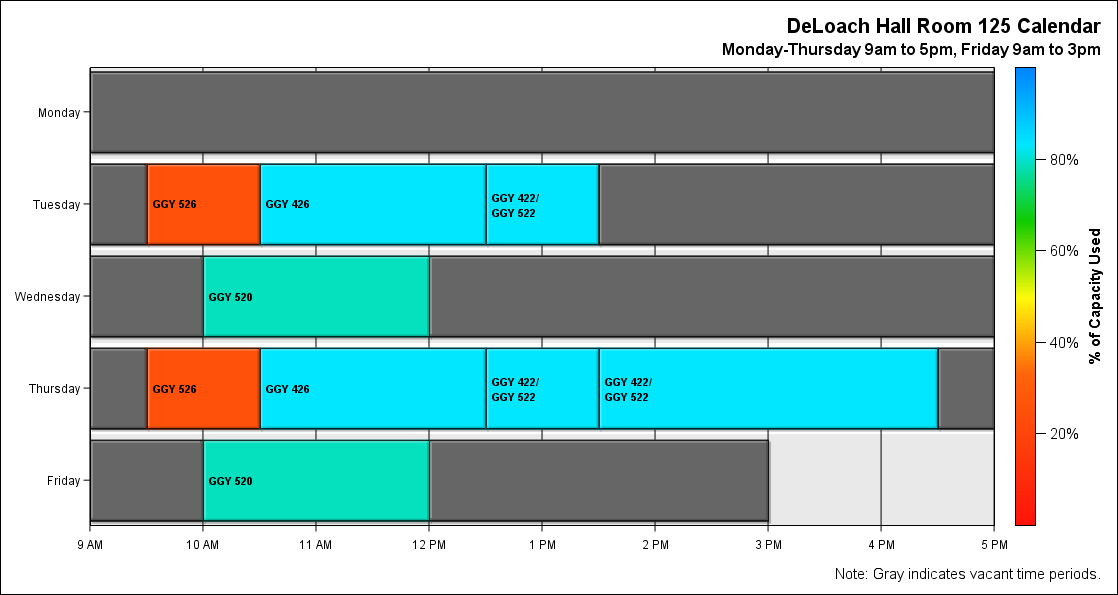 DeLoach Hall Room 125 Calendar
Monday-Thursday 9am to 5pm, Friday 9am to 3pm
Monday
Tuesday
GGY 526
GGY 426
GGY 422/
GGY 522
Wednesday
GGY 520
Thursday
GGY 526
GGY 426
GGY 422/
GGY 522
GGY 422/
GGY 522
Friday
GGY 520
9 AM
10 AM
11 AM
12 PM
1 PM
2 PM
3 PM
4 PM
5 PM
80%
60%
40%
20%
% of Capacity Used
Note: Gray indicates vacant time periods.